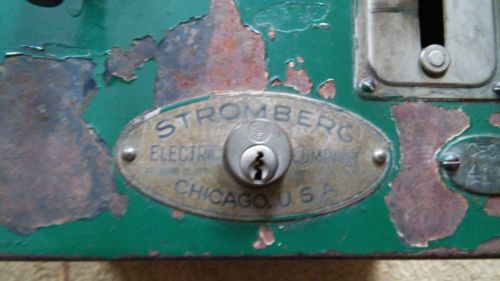 STROMBERG
ELECTRIC COMPANY
CHICAGO, U.S.A.